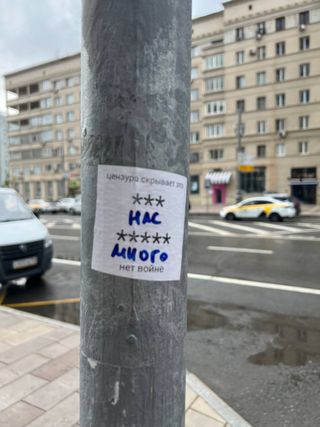 цензура скрывает это
***
нас
*****
много
нет войне